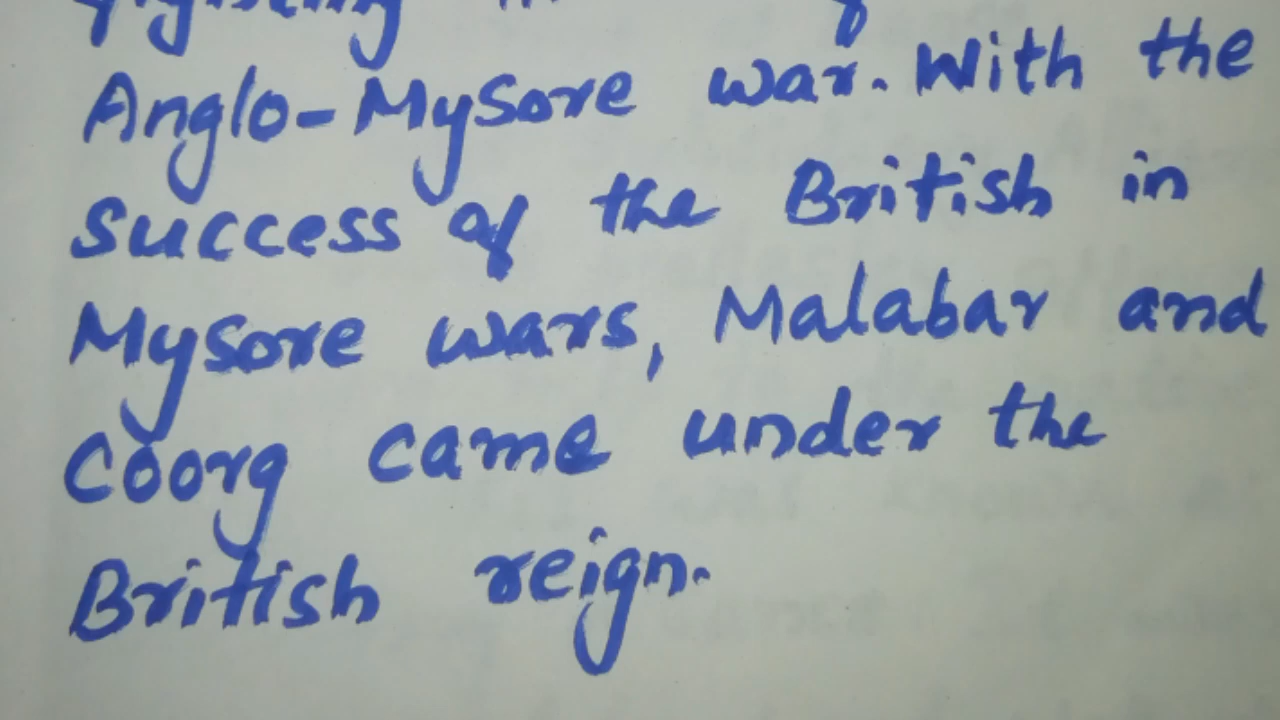 Anglo-Mysore war. With the
success of the British in
Mysore wars, Malabar and
Coorg came under the
British reign.